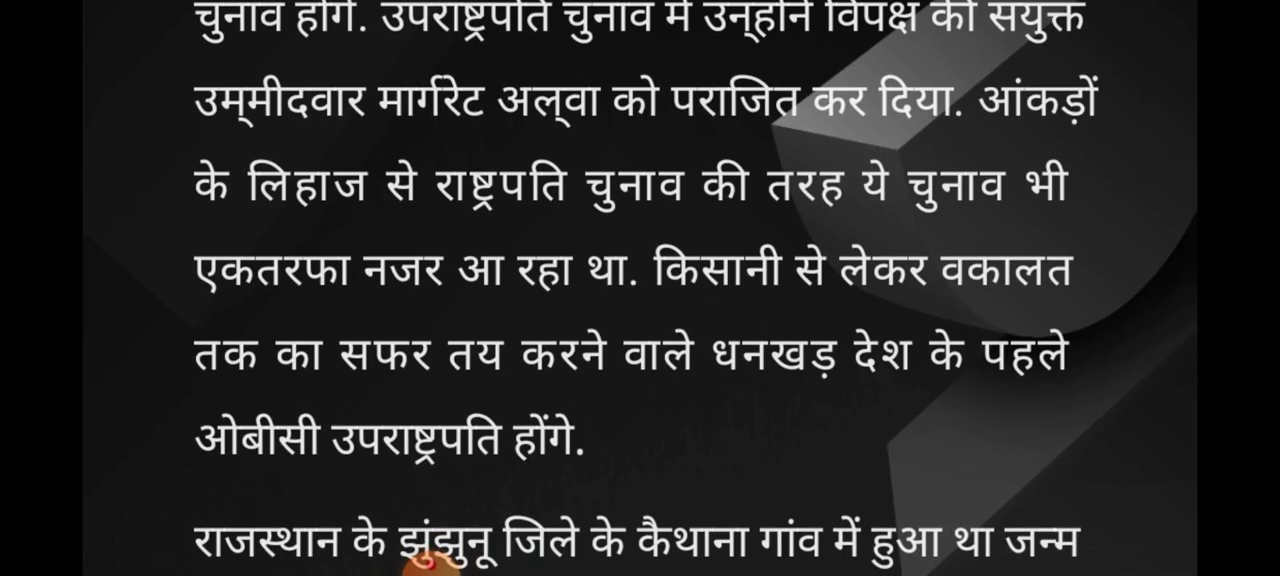 चुनाव होंगे. उपराष्ट्रपति चुनाव में उन्होंने विपक्ष की संयुक्त
उम्मीदवार मार्गरेट अल्वा को पराजित कर दिया. आंकड़ों
के लिहाज से राष्ट्रपति चुनाव की तरह ये चुनाव भी
एकतरफा नजर आ रहा था. किसानी से लेकर वकालत
तक का सफर तय करने वाले धनखड़ देश के पहले
ओबीसी उपराष्ट्रपति होंगे.
राजस्थान के झुंझुनू जिले के कैथाना गांव में हुआ था जन्म